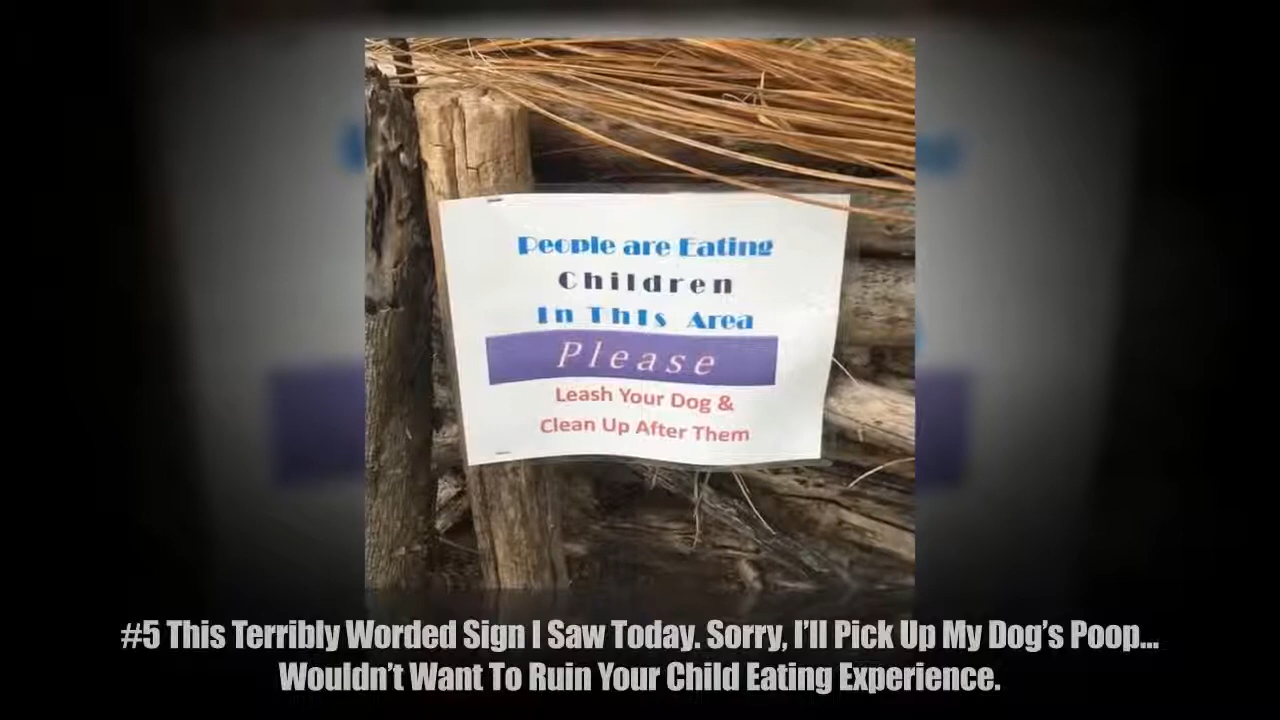 People are Eating
Children
In ThIs Area
Please
Leash Your Dog &
Clean Up After Them
#5 This Terribly Worded Sign I Saw Today. Sorry, I’ll Pick Up My Dog’s Poop...
Wouldn’t Want To Ruin Your Child Eating Experience.